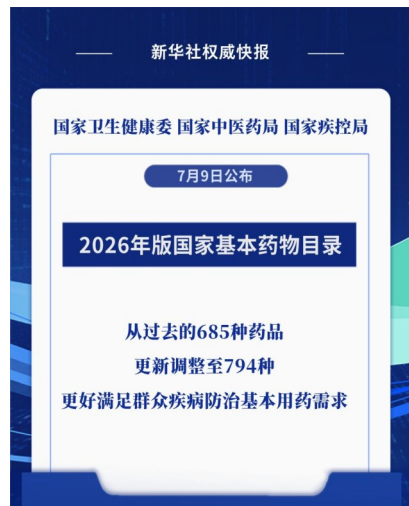 新华社权威快报
国家卫生健康委 国家中医药局 国家疾控局
7月9日公布
2026年版国家基本药物目录
从过去的685种药品
更新调整至794种
更好满足群众疾病防治基本用药需求